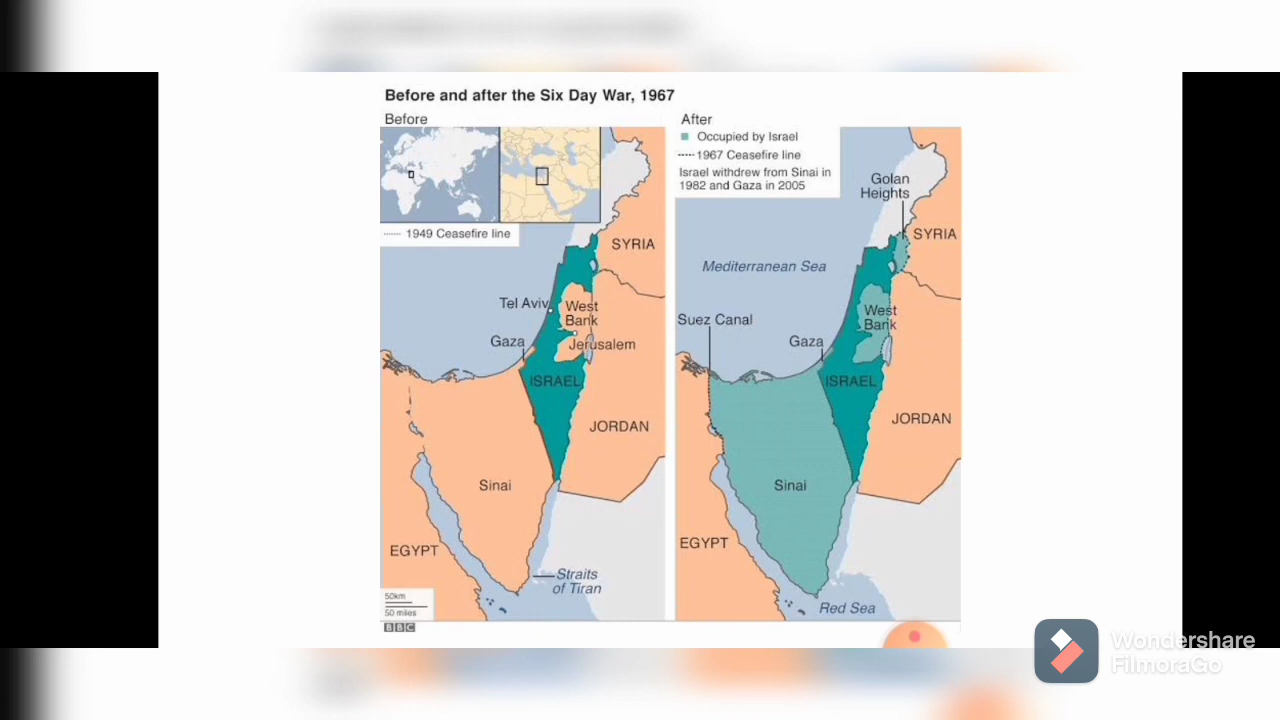 Before and after the Six Day War, 1967
Before
1949 Ceasefire line
SYRIA
Tel Aviv
West
Bank
Gaza
Jerusalem
ISRAEL
JORDAN
Sinai
EGYPT
Straits
of Tiran
50km
50 miles
BBC
After
Occupied by Israel
1967 Ceasefire line
Israel withdrew from Sinai in
1982 and Gaza in 2005
Golan
Heights
SYRIA
Mediterranean Sea
Suez Canal
West
Bank
Gaza
ISRAEL
JORDAN
Sinai
EGYPT
Red Sea
Wondershare
FilmoraGo